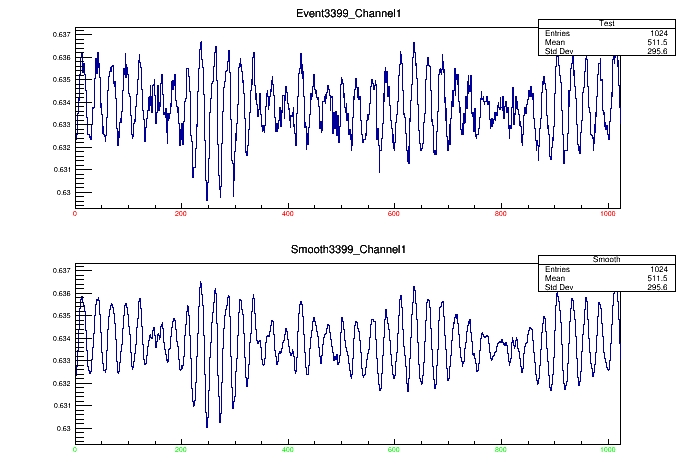 Event3399_Channel1
Test
Entries 1024
Mean 511.5
Std Dev 295.6
0.637
0.636
0.635
0.634
0.633
0.632
0.631
0.63
0 200 400 600 800 1000
Smooth3399_Channel1
Smooth
Entries 1024
Mean 511.5
Std Dev 295.6
0.637
0.636
0.635
0.634
0.633
0.632
0.631
0.63
0 200 400 600 800 1000